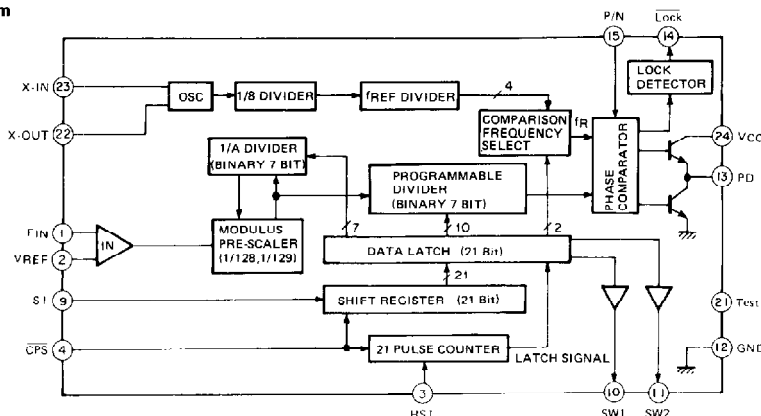 m
P/N
Lock
15
14
X-IN
23
OSC
1/8 DIVIDER
fREF DIVIDER
4
LOCK
DETECTOR
X-OUT
22
COMPARISON
FREQUENCY
SELECT
fR
PHASE
COMPARATOR
24
VCC
1/A DIVIDER
(BINARY 7 BIT)
PROGRAMMABLE
DIVIDER
(BINARY 7 BIT)
13
PD
FIN
1
IN
MODULUS
PRE-SCALER
(1/128,1/129)
7
10
2
VREF
2
DATA LATCH (21 Bit)
21
SI
9
SHIFT REGISTER (21 Bit)
21
Test
CPS
4
21 PULSE COUNTER
LATCH SIGNAL
12
GND
3
10
11
RST
SW1
SW2